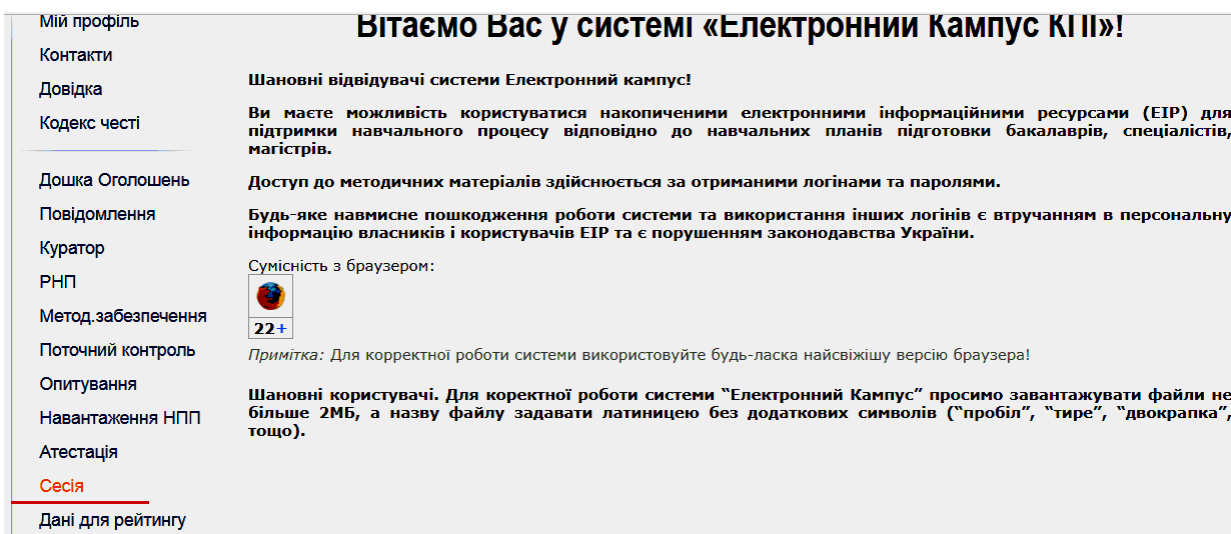 Мій профіль
Вітаємо Вас у системі «Електронний Кампус КПІ»!
Контакти
Довідка
Кодекс честі
Дошка Оголошень
Повідомлення
Куратор
РНП
Метод.забезпечення
Поточний контроль
Опитування
Навантаження НПП
Атестація
Сесія
Дані для рейтингу
Шановні відвідувачі системи Електронний кампус!
Ви маєте можливість користуватися накопиченими електронними інформаційними ресурсами (ЕІР) для
підтримки навчального процесу відповідно до навчальних планів підготовки бакалаврів, спеціалістів,
магістрів.
Доступ до методичних матеріалів здійснюється за отриманими логінами та паролями.
Будь-яке навмисне пошкодження роботи системи та використання інших логінів є втручанням в персональну
інформацію власників і користувачів ЕІР та є порушенням законодавства України.
Сумісність з браузером:
22+
Примітка: Для корректної роботи системи використовуйте будь-ласка найсвіжішу версію браузера!
Шановні користувачі. Для коректної роботи системи “Електронний Кампус” просимо завантажувати файли не
більше 2МБ, а назву файлу задавати латиницею без додаткових символів (“пробіл”, “тире”, “двокрапка”,
тощо).